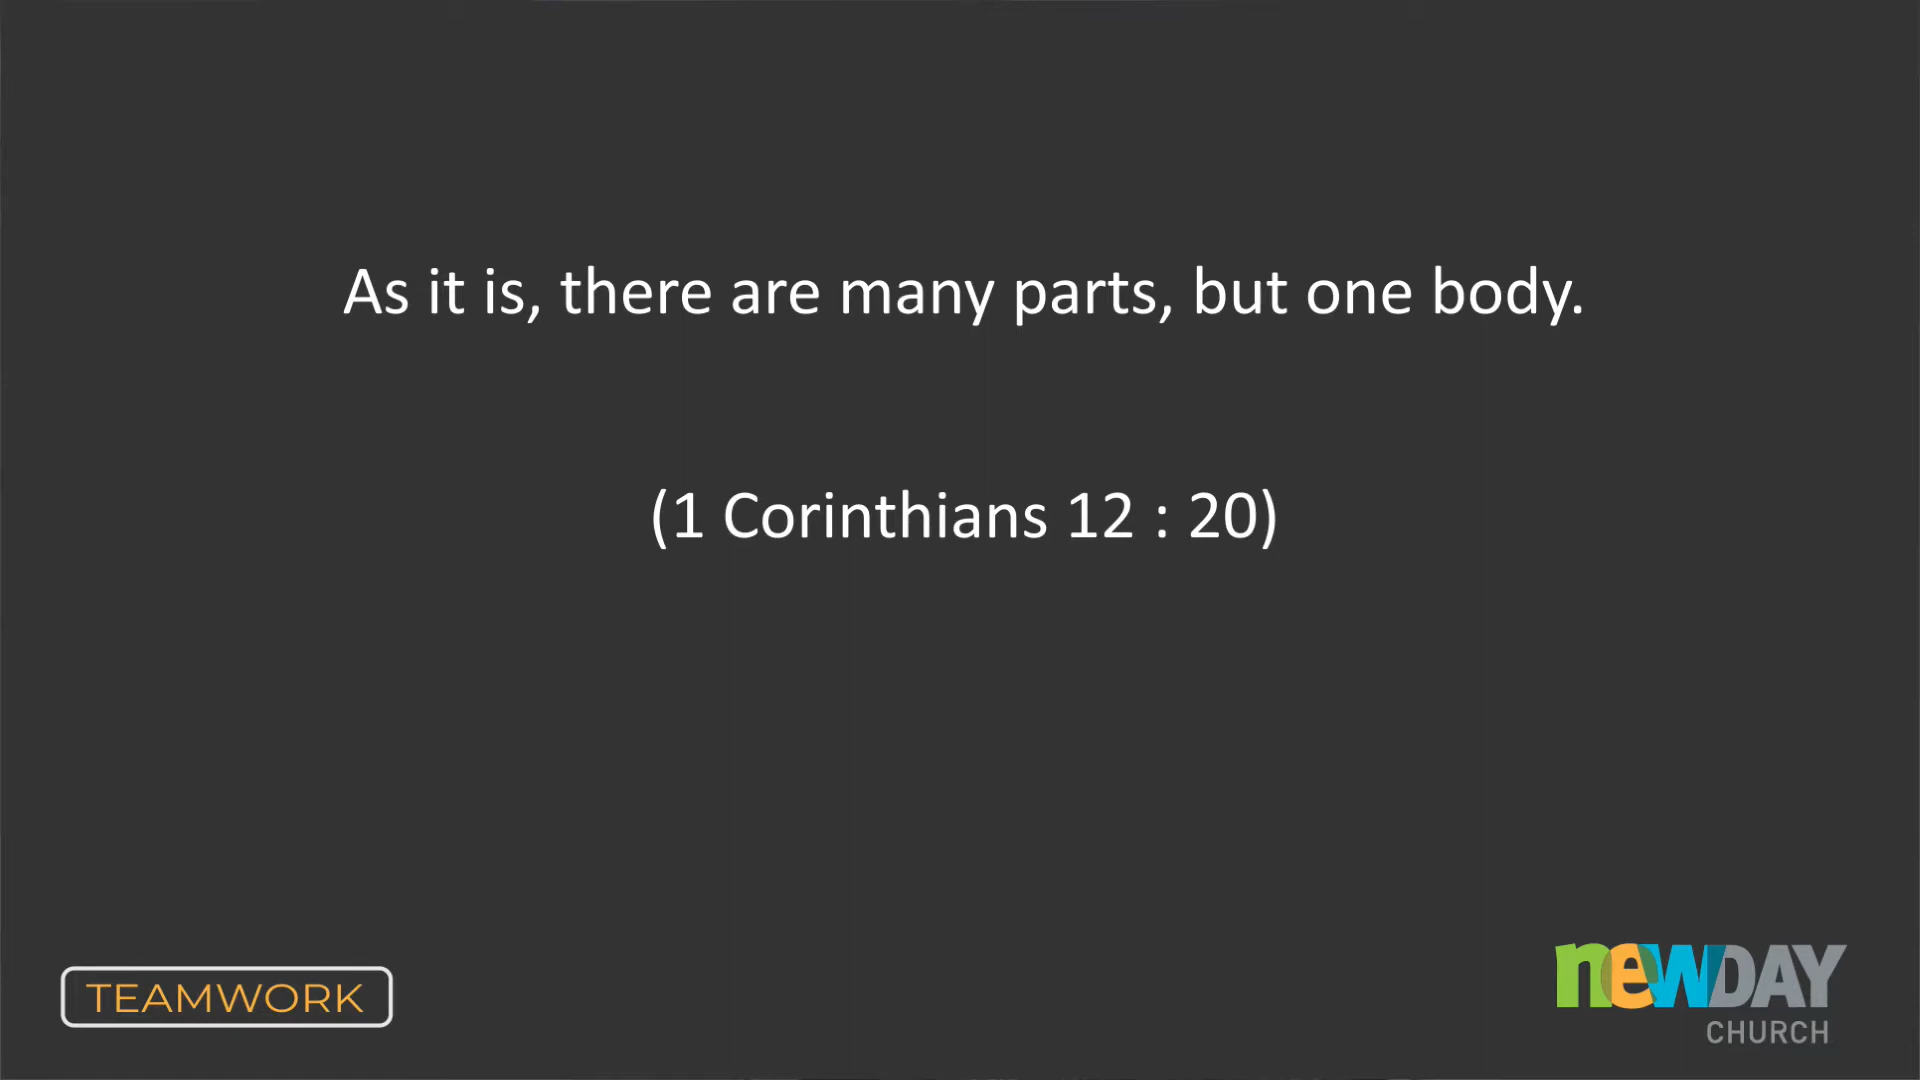 As it is, there are many parts, but one body.
(1 Corinthians 12 : 20)
TEAMWORK
newDAY
CHURCH